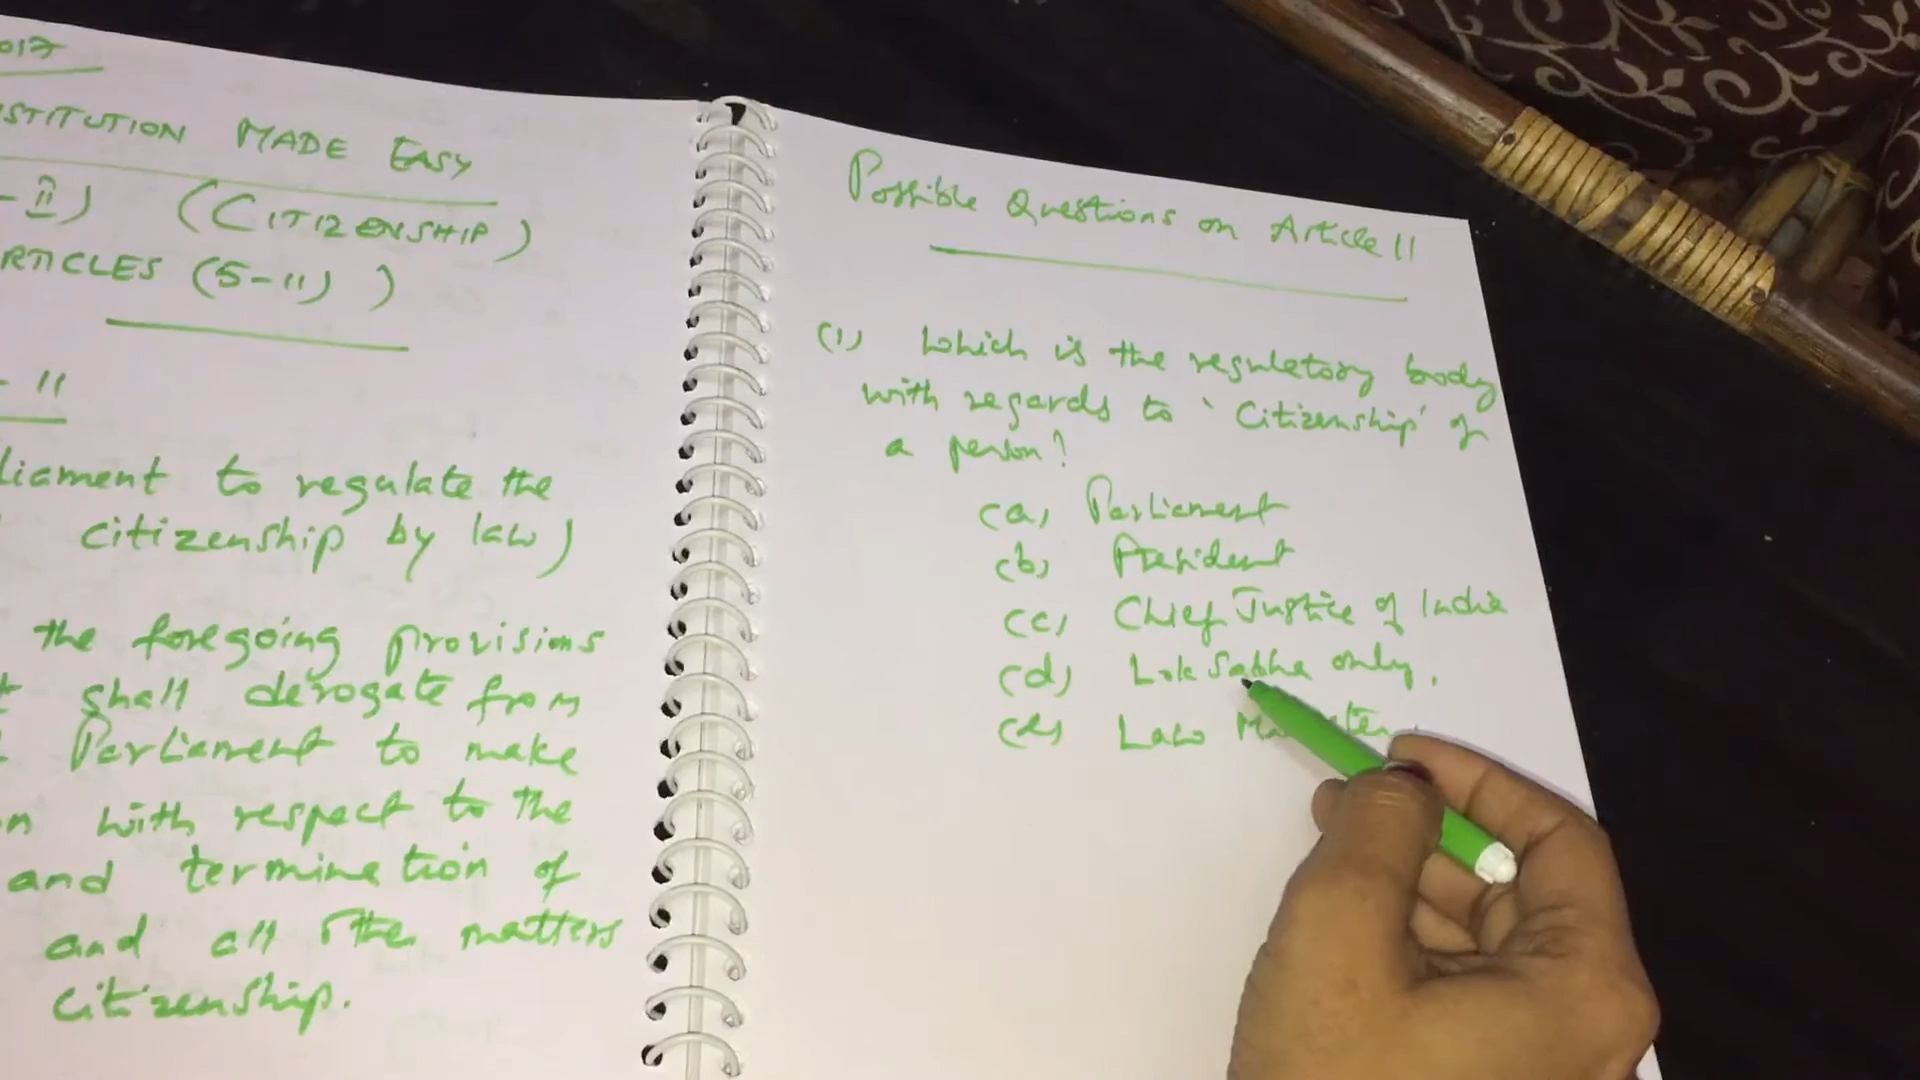 017
STITUTION MADE EASY
-II) (CITIZENSHIP)
RTICLES (5-11) )
- 11
liament to regulate the
citizenship by law)
the foregoing provisions
shall derogate from
Parliament to make
n with respect to the
and termination of
and all other matters
citizenship.
Possible Questions on Article 11
(1) Which is the regulatory body
with regards to 'Citizenship' of
a person?
(a) Parliament
(b) President
(c) Chief Justice of India
(d) Lok Sabha only.
Law